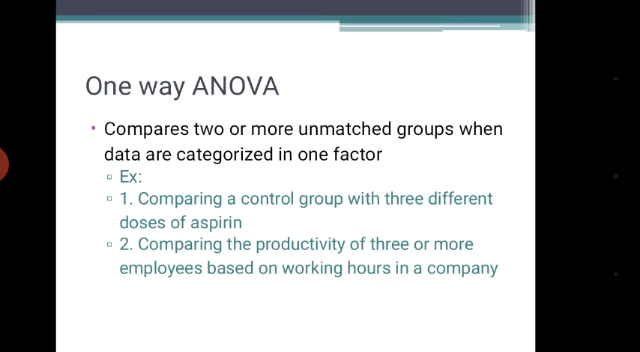 One way ANOVA
• Compares two or more unmatched groups when
data are categorized in one factor
▫ Ex:
▫ 1. Comparing a control group with three different
doses of aspirin
▫ 2. Comparing the productivity of three or more
employees based on working hours in a company